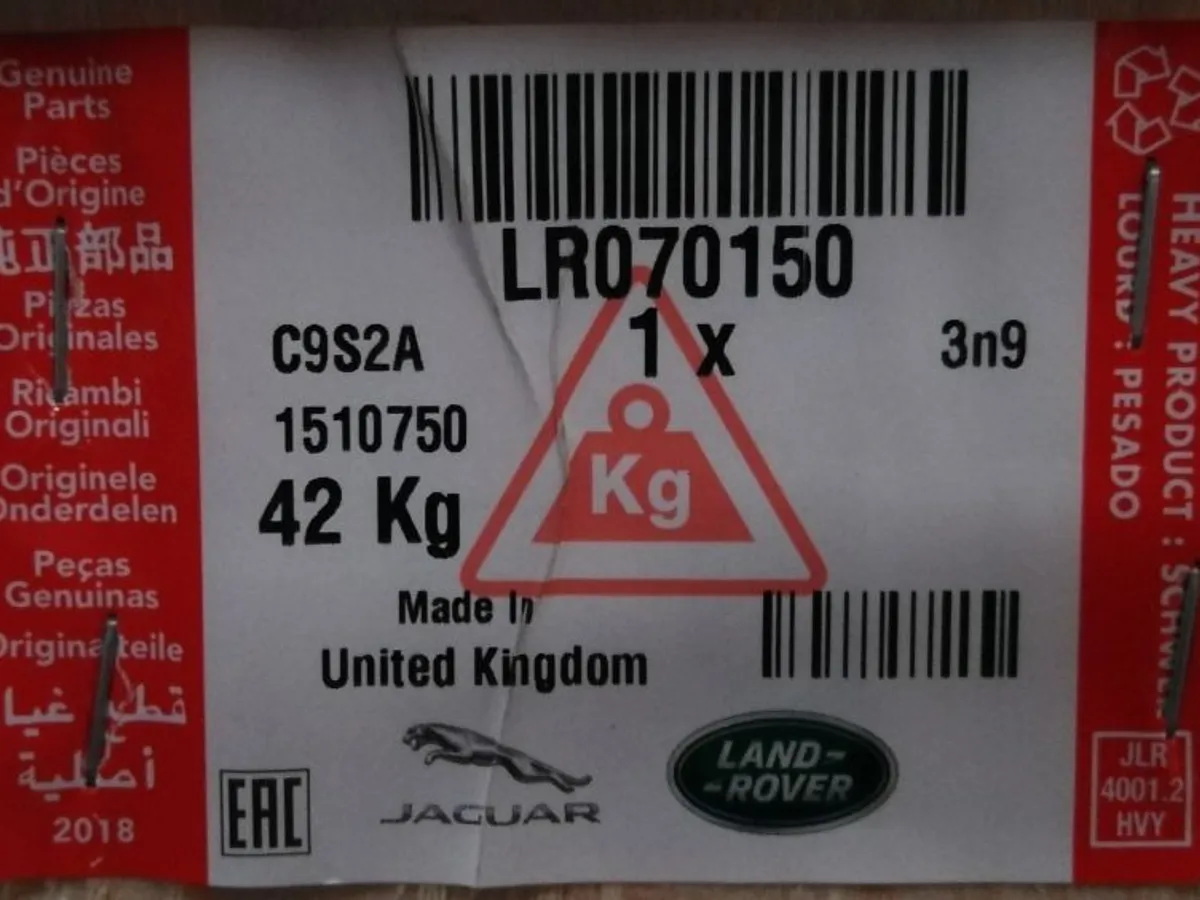 Genuine
Parts
Pièces
d'Origine
純正部品
Piezas
Originales
Ricambi
Originali
Originele
Onderdelen
Peças
Genuinas
Originalteile
قطع غيار
أصلية
2018
LR070150
1 x
C9S2A
3n9
1510750
42 Kg
Kg
Made In
United Kingdom
EAC
JAGUAR
LAND-
-ROVER
HEAVY PRODUCT : SCHWER
LOURD : PESADO
JLR
4001.2
HVY